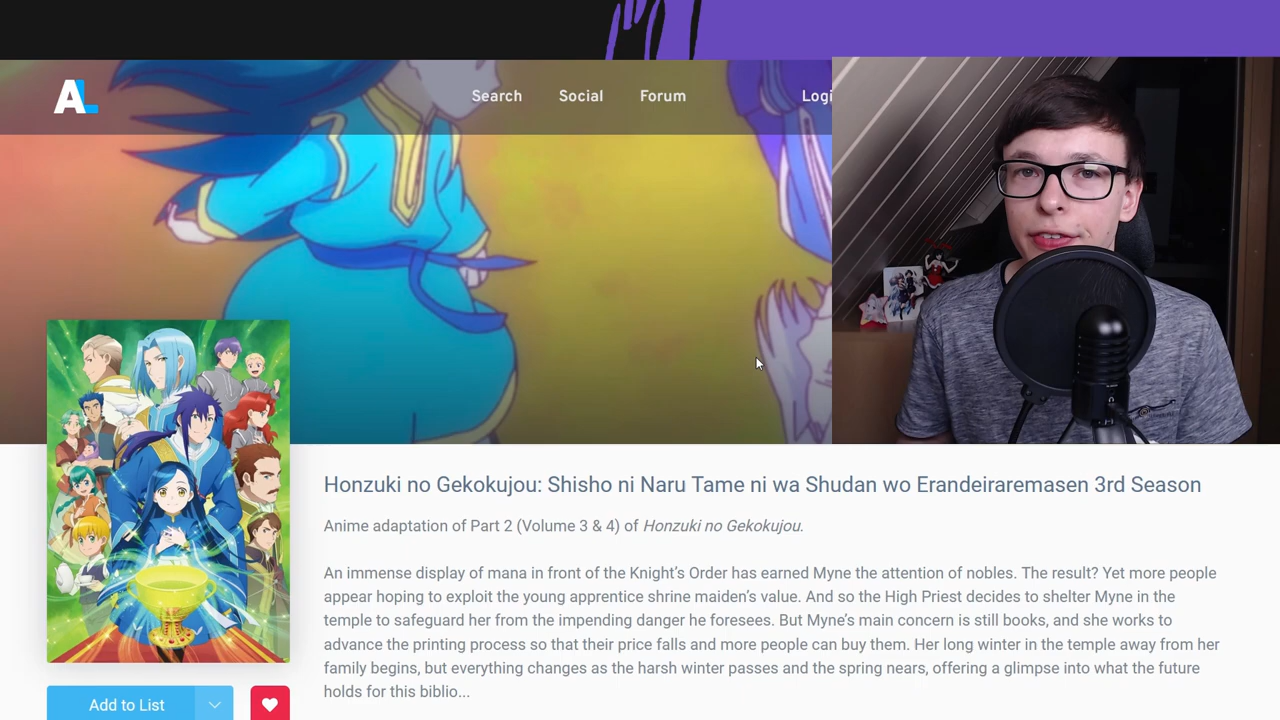 AL
Search Social Forum Logi
Honzuki no Gekokujou: Shisho ni Naru Tame ni wa Shudan wo Erandeiraremasen 3rd Season
Anime adaptation of Part 2 (Volume 3 & 4) of Honzuki no Gekokujou.
An immense display of mana in front of the Knight's Order has earned Myne the attention of nobles. The result? Yet more people
appear hoping to exploit the young apprentice shrine maiden's value. And so the High Priest decides to shelter Myne in the
temple to safeguard her from the impending danger he foresees. But Myne's main concern is still books, and she works to
advance the printing process so that their price falls and more people can buy them. Her long winter in the temple away from her
family begins, but everything changes as the harsh winter passes and the spring nears, offering a glimpse into what the future
holds for this biblio...
Add to List